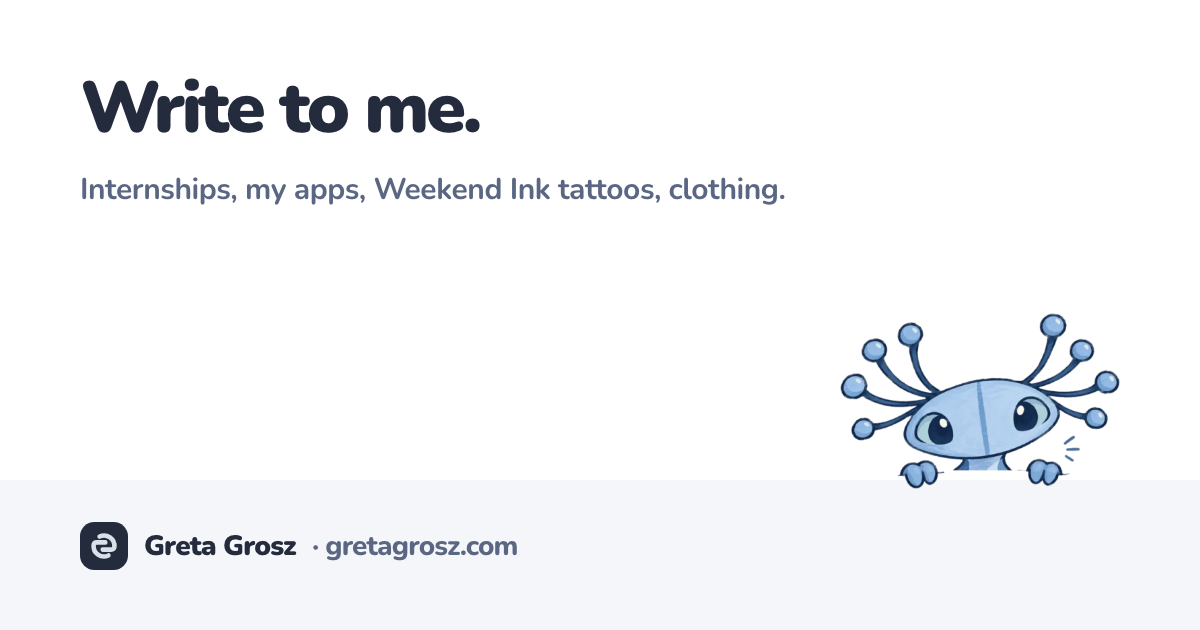 Write to me.
Internships, my apps, Weekend Ink tattoos, clothing.
Greta Grosz · gretagrosz.com